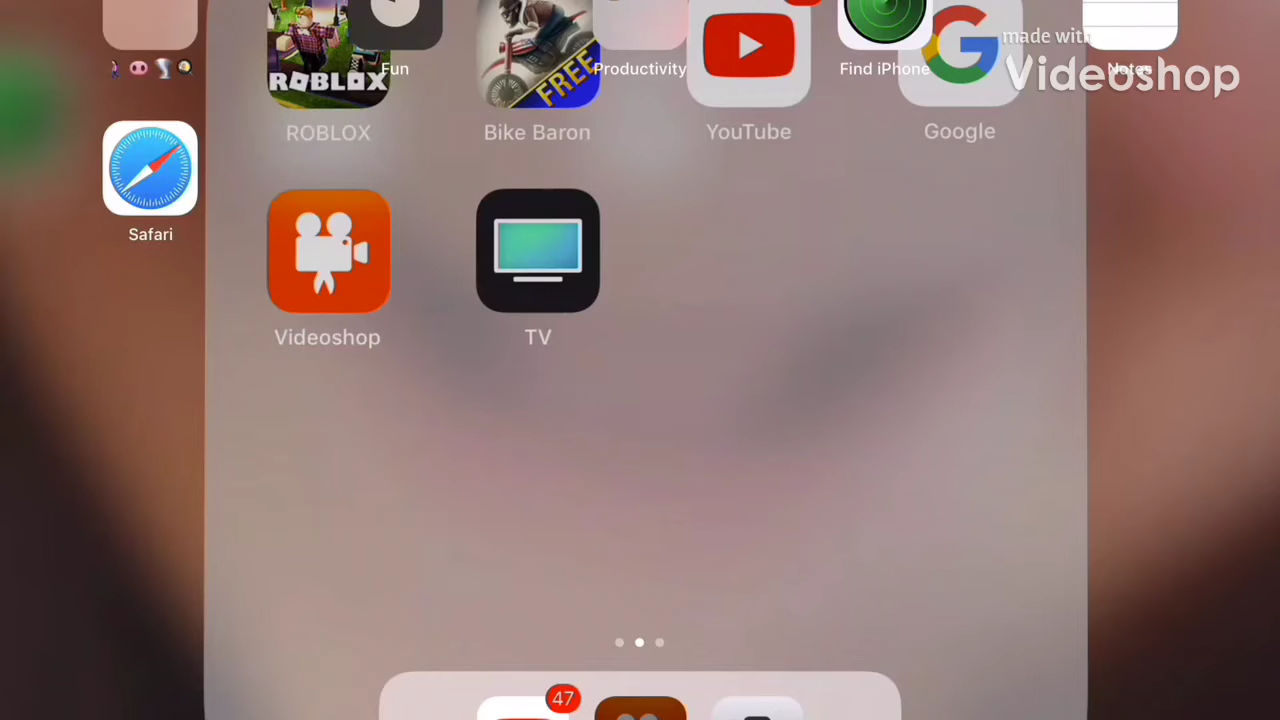 made with
Videoshop
ROBLOX
FREE
Fun
Productivity
Find iPhone
Notes
ROBLOX
Bike Baron
YouTube
Google
Safari
Videoshop
TV
47